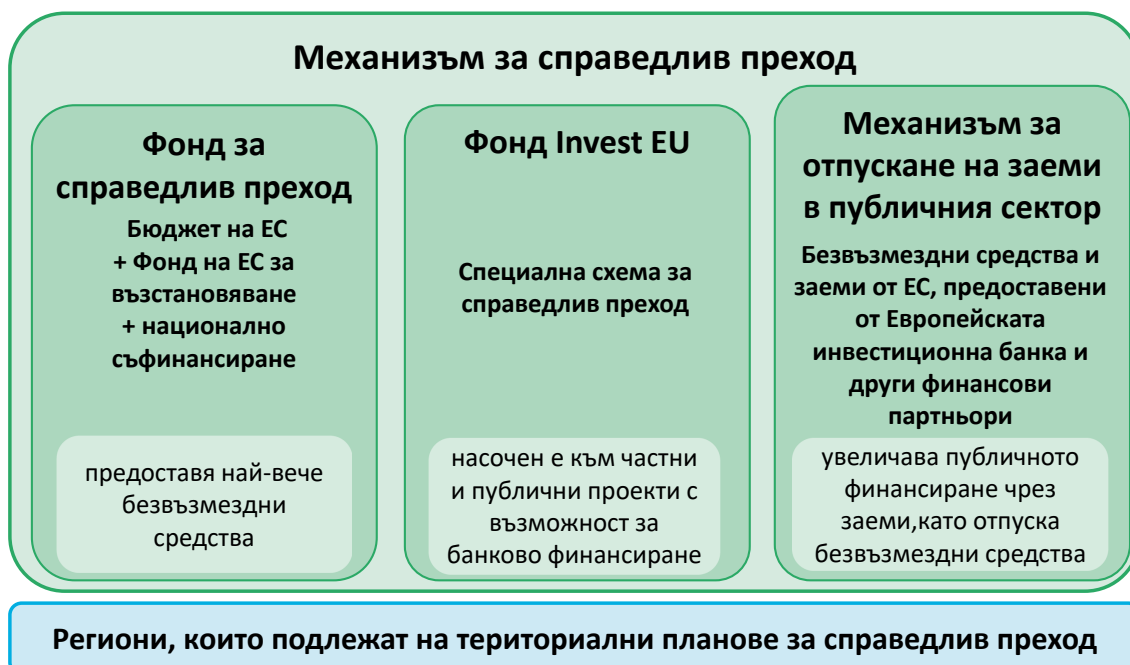 Механизъм за справедлив преход
Фонд за
справедлив преход
Бюджет на ЕС
+ Фонд на ЕС за
възстановяване
+ национално
съфинансиране
предоставя най-вече
безвъзмездни
средства
Фонд Invest EU
Специална схема за
справедлив преход
насочен е към частни
и публични проекти с
възможност за
банково финансиране
Механизъм за
отпускане на заеми
в публичния сектор
Безвъзмездни средства и
заеми от ЕС, предоставени
от Европейската
инвестиционна банка и
други финансови
партньори
увеличава публичното
финансиране чрез
заеми,като отпуска
безвъзмездни средства
Региони, които подлежат на териториални планове за справедлив преход